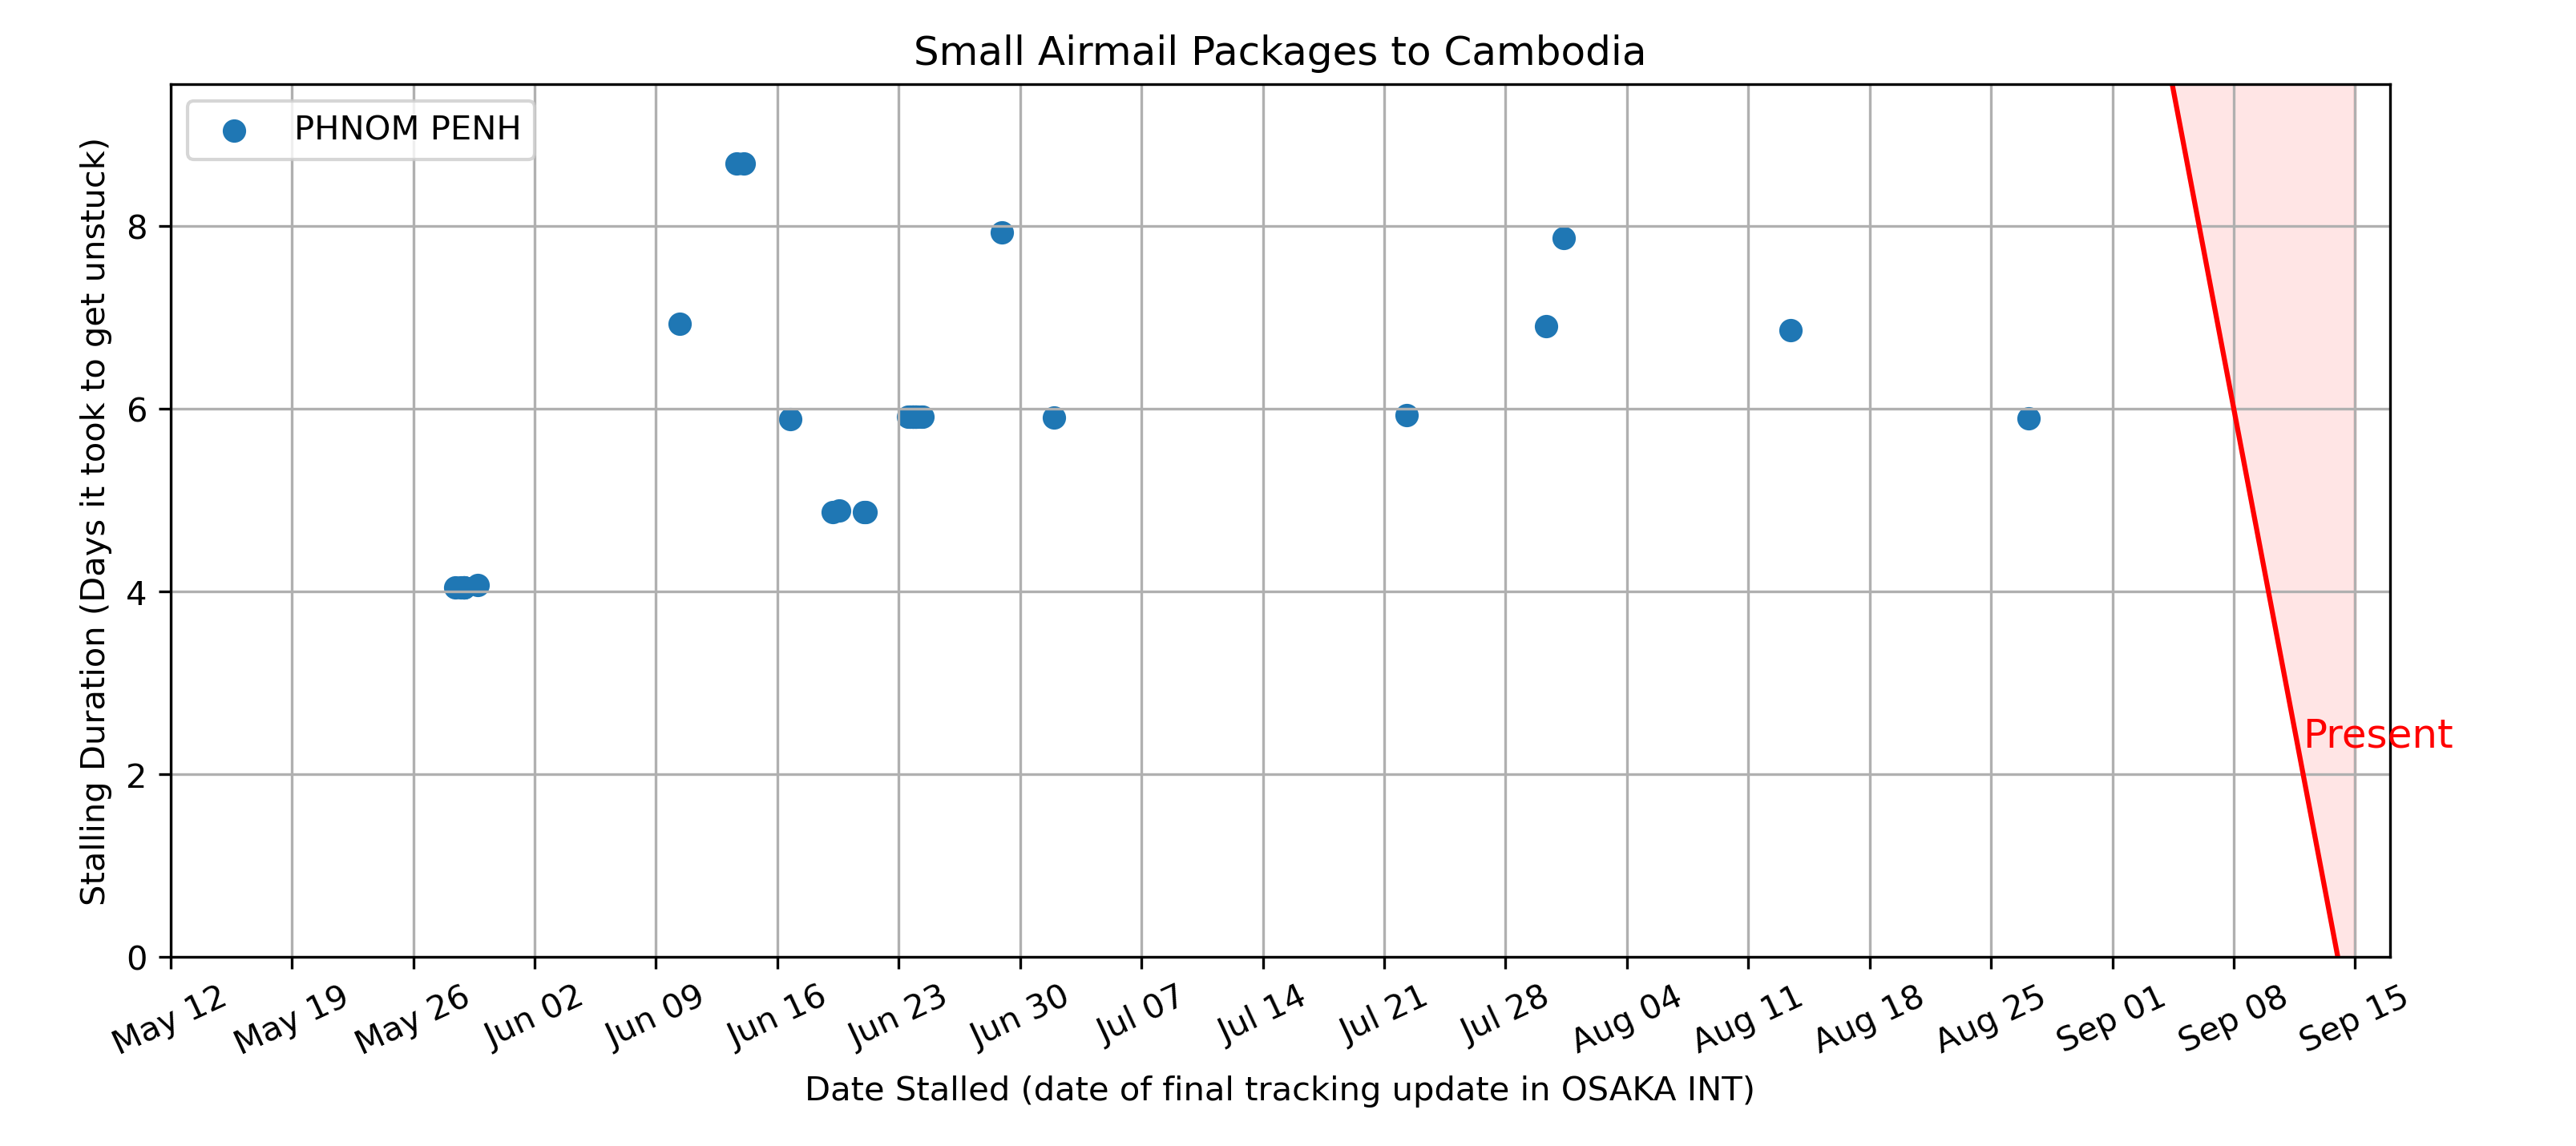 Small Airmail Packages to Cambodia
PHNOM PENH
Stalling Duration (Days it took to get unstuck)
8
6
4
2
0
Present
May 12
May 19
May 26
Jun 02
Jun 09
Jun 16
Jun 23
Jun 30
Jul 07
Jul 14
Jul 21
Jul 28
Aug 04
Aug 11
Aug 18
Aug 25
Sep 01
Sep 08
Sep 15
Date Stalled (date of final tracking update in OSAKA INT)